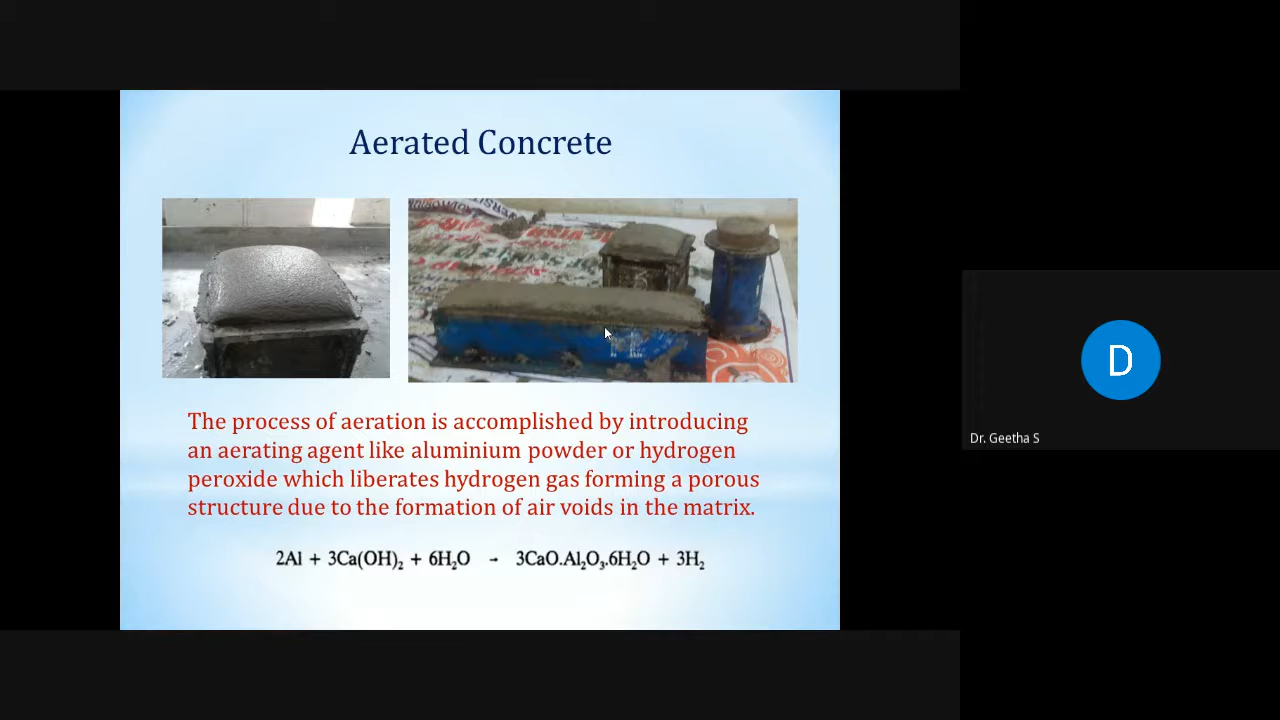 Aerated Concrete
The process of aeration is accomplished by introducing
an aerating agent like aluminium powder or hydrogen
peroxide which liberates hydrogen gas forming a porous
structure due to the formation of air voids in the matrix.
2Al + 3Ca(OH)₂ + 6H₂O → 3CaO.Al₂O₃.6H₂O + 3H₂
D
Dr. Geetha S